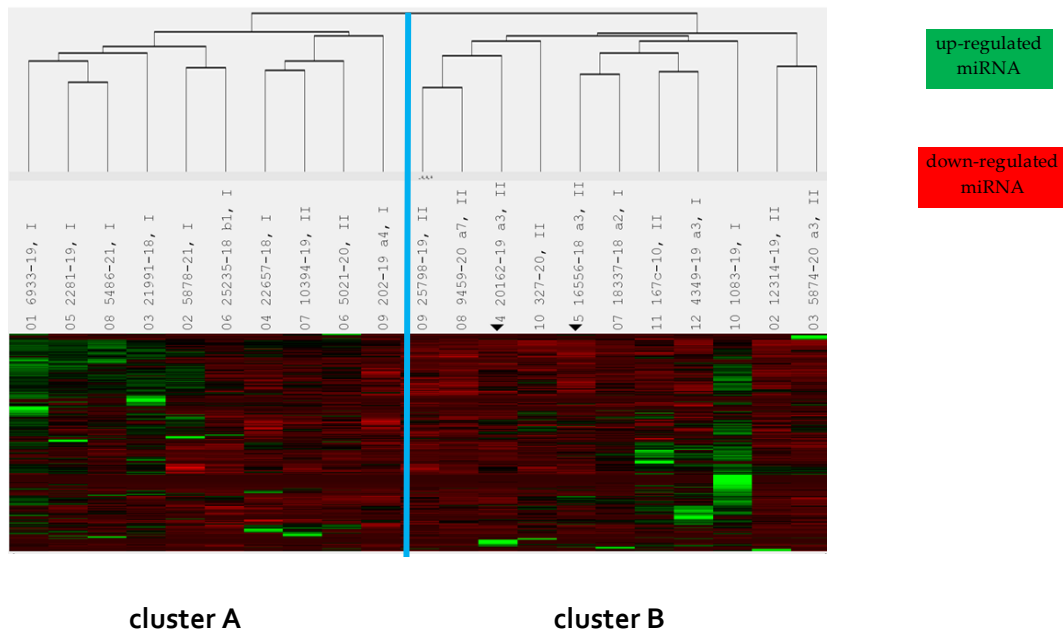 up-regulated
miRNA
down-regulated
miRNA
01 6933-19, I
05 2281-19, I
08 5486-21, I
03 21991-18, I
02 5878-21, I
06 25235-18 b1, I
04 22657-18, I
07 10394-19, II
06 5021-20, II
09 202-19 a4, I
09 25798-19, II
08 9459-20 a7, II
4 20162-19 a3, II
10 327-20, II
5 16556-18 a3, II
07 18337-18 a2, I
11 167c-10, II
12 4349-19 a3, I
10 1083-19, I
02 12314-19, II
03 5874-20 a3, II
cluster A
cluster B